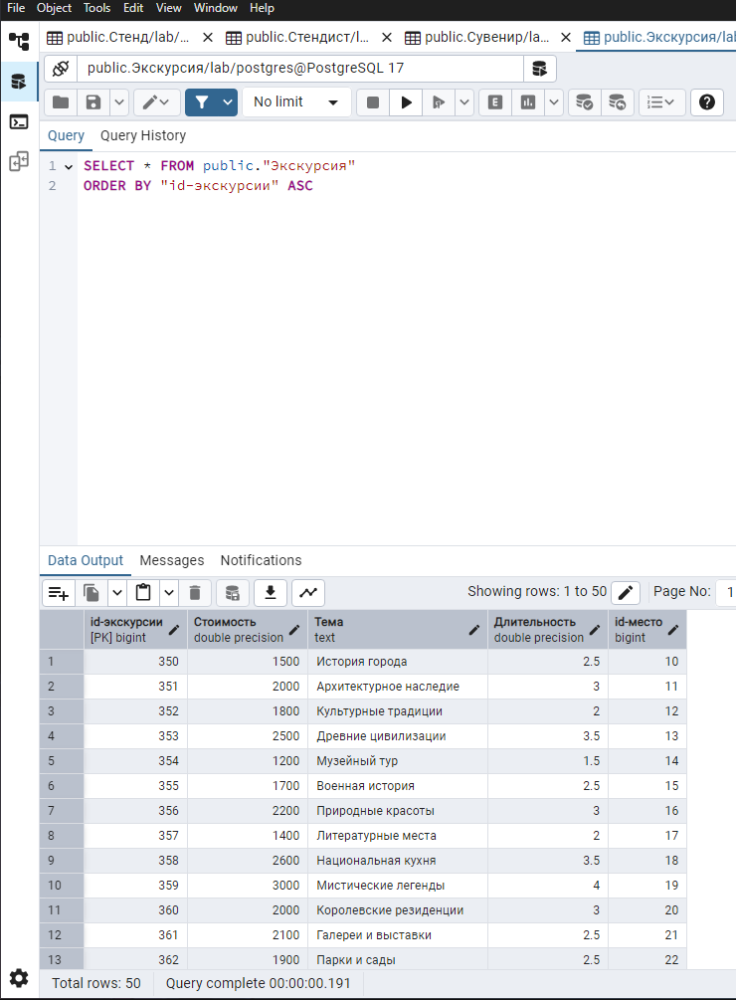 File Object Tools Edit View Window Help
public.Стенд/lab/... public.Стендист/l... public.Сувенир/la... public.Экскурсия/lab
public.Экскурсия/lab/postgres@PostgreSQL 17
No limit E
Query Query History
1 SELECT * FROM public."Экскурсия"
2 ORDER BY "id-экскурсии" ASC
Data Output Messages Notifications
Showing rows: 1 to 50 Page No: 1
id-экскурсии Стоимость Тема Длительность id-место
[PK] bigint double precision text double precision bigint
1 350 1500 История города 2.5 10
2 351 2000 Архитектурное наследие 3 11
3 352 1800 Культурные традиции 2 12
4 353 2500 Древние цивилизации 3.5 13
5 354 1200 Музейный тур 1.5 14
6 355 1700 Военная история 2.5 15
7 356 2200 Природные красоты 3 16
8 357 1400 Литературные места 2 17
9 358 2600 Национальная кухня 3.5 18
10 359 3000 Мистические легенды 4 19
11 360 2000 Королевские резиденции 3 20
12 361 2100 Галереи и выставки 2.5 21
13 362 1900 Парки и сады 2.5 22
Total rows: 50 Query complete 00:00:00.191